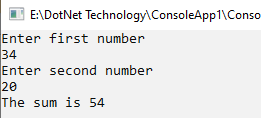 E:\DotNet Technology\ConsoleApp1\Conso
Enter first number
34
Enter second number
20
The sum is 54